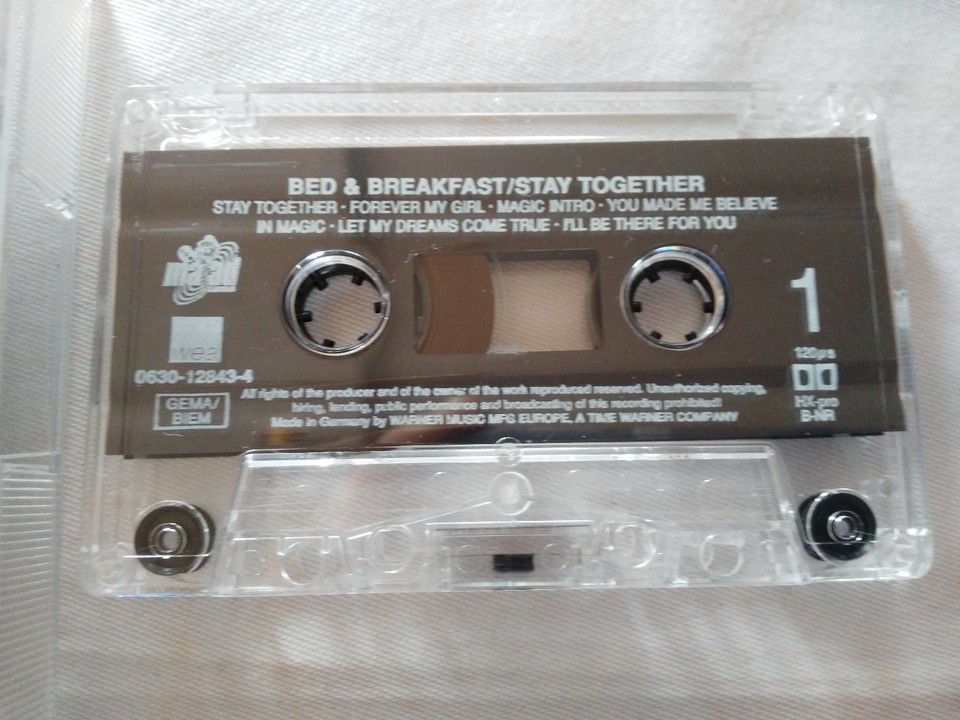 BED & BREAKFAST/STAY TOGETHER
STAY TOGETHER · FOREVER MY GIRL · MAGIC INTRO · YOU MADE ME BELIEVE
IN MAGIC · LET MY DREAMS COME TRUE · I'LL BE THERE FOR YOU
1
wea
0630-12843-4
GEMA/
BIEM
All rights of the producer and of the owner of the work reproduced reserved. Unauthorized copying,
hiring, lending, public performance and broadcasting of this recording prohibited!
Made in Germany by WARNER MUSIC MFG EUROPE, A TIME WARNER COMPANY
120µs
HX-pro
B-NR